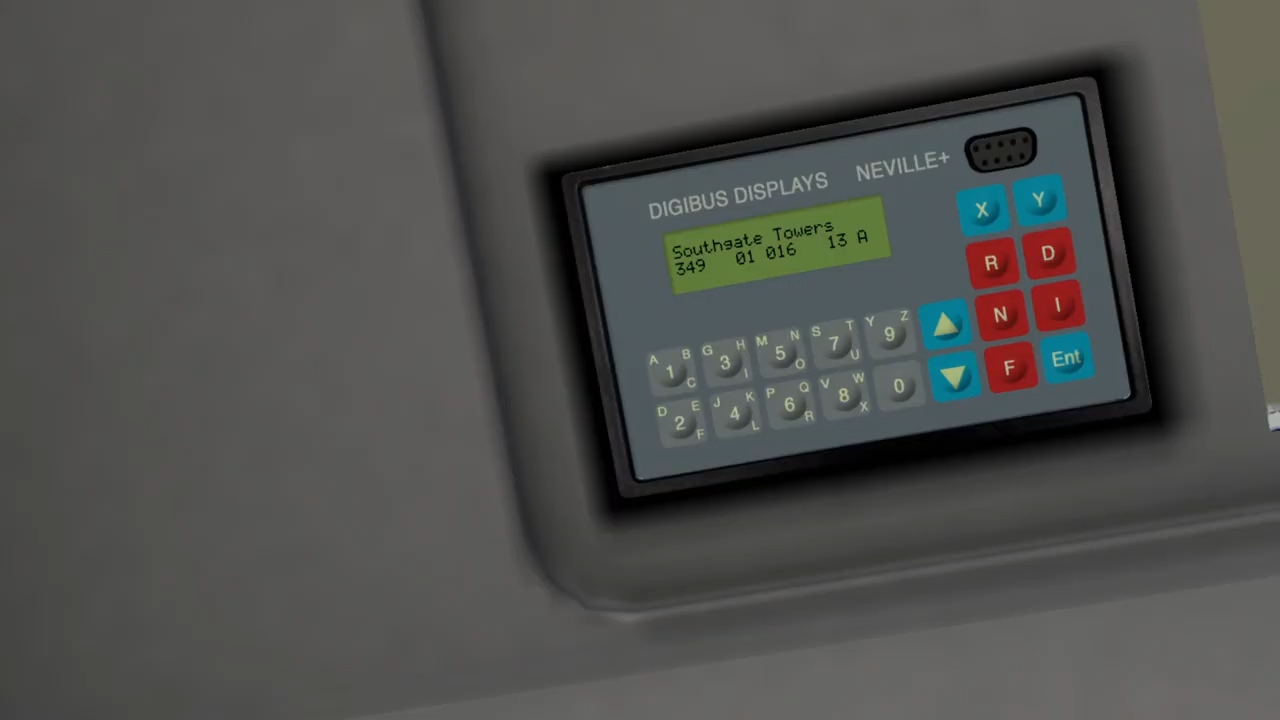 DIGIBUS DISPLAYS NEVILLE+
Southgate Towers
349 01 016 13 A
X Y
R D
N I
F Ent
A 1 B C
G 3 H I
M 5 N O
S 7 T U
Y 9 Z
D 2 E F
J 4 K L
P 6 Q R
V 8 W X
0